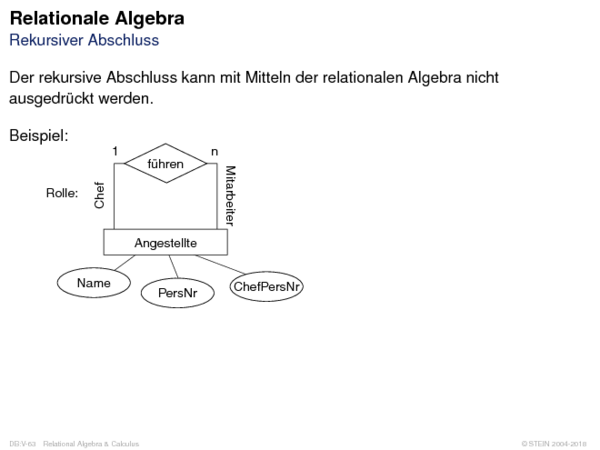 Relationale Algebra
Rekursiver Abschluss
Der rekursive Abschluss kann mit Mitteln der relationalen Algebra nicht
ausgedrückt werden.
Beispiel:
1
führen
n
Rolle:
Chef
Mitarbeiter
Angestellte
Name
PersNr
ChefPersNr
DB:V-63 Relational Algebra & Calculus
© STEIN 2004-2018